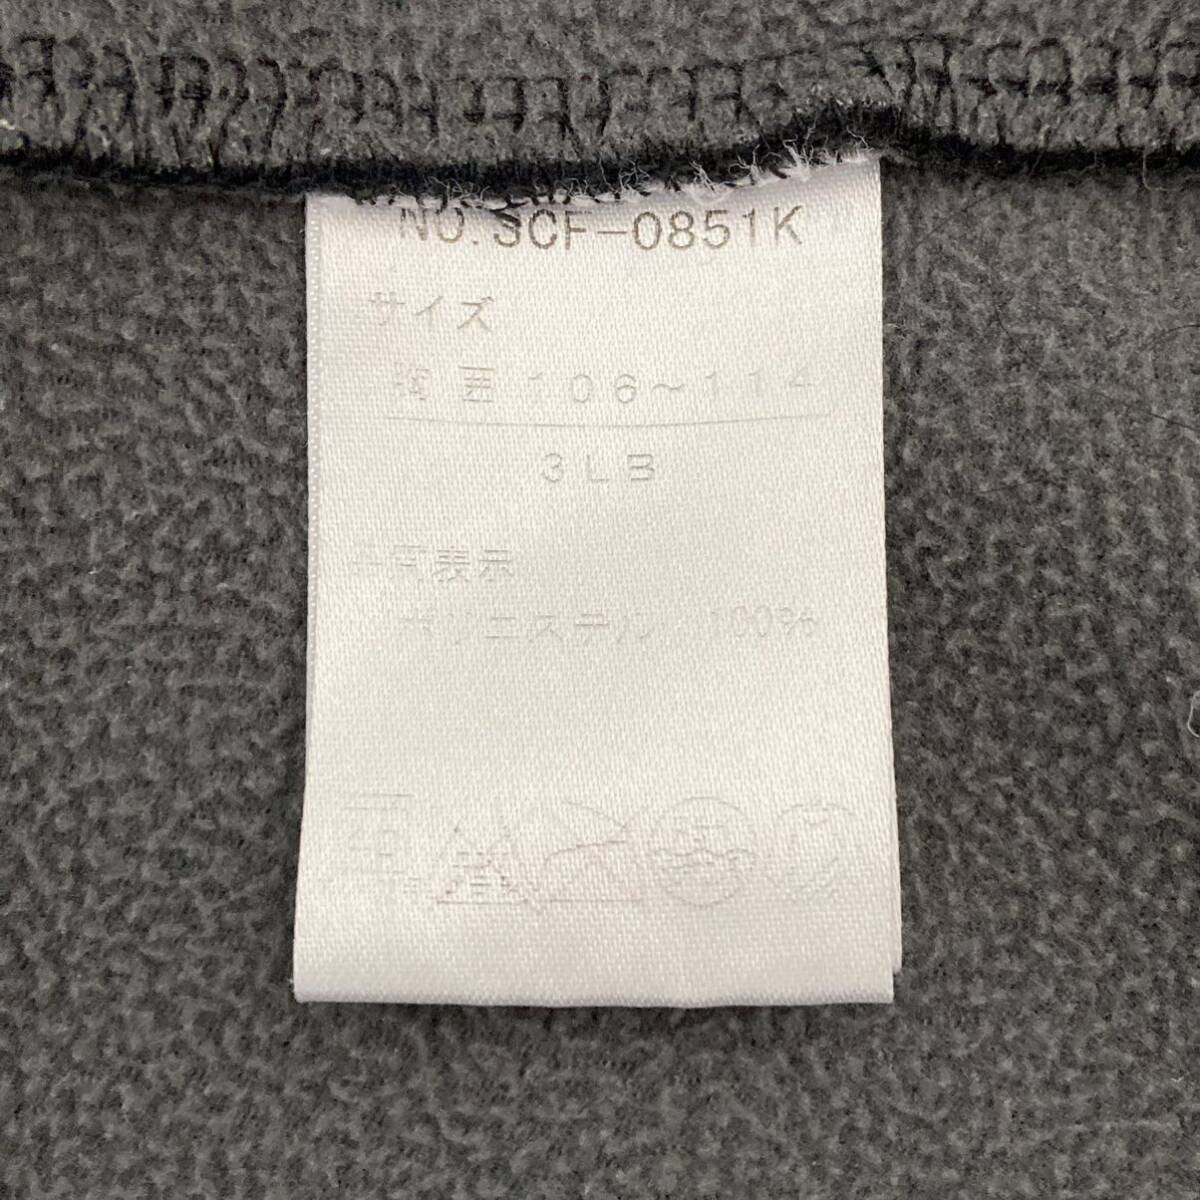 NO.SCF-0851K
サイズ
胸囲 106～114
3LB
品質表示
ポリエステル 100%